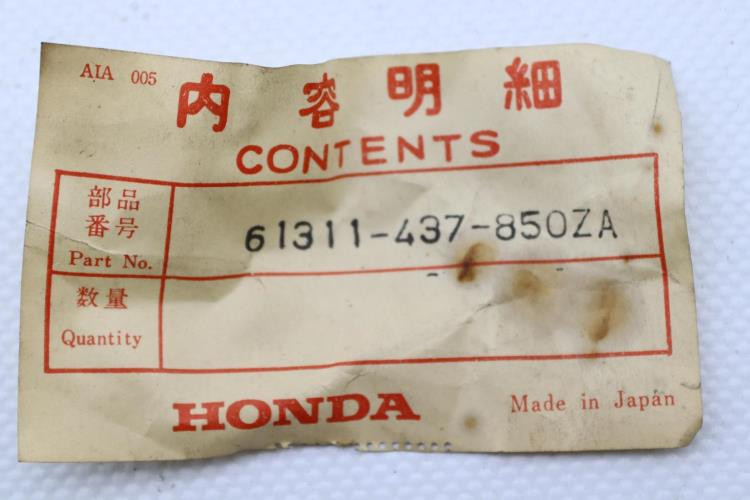 AIA 005
内容明細
CONTENTS
部品
番号
Part No.
61311-437-850ZA
数量
Quantity
HONDA
Made in Japan